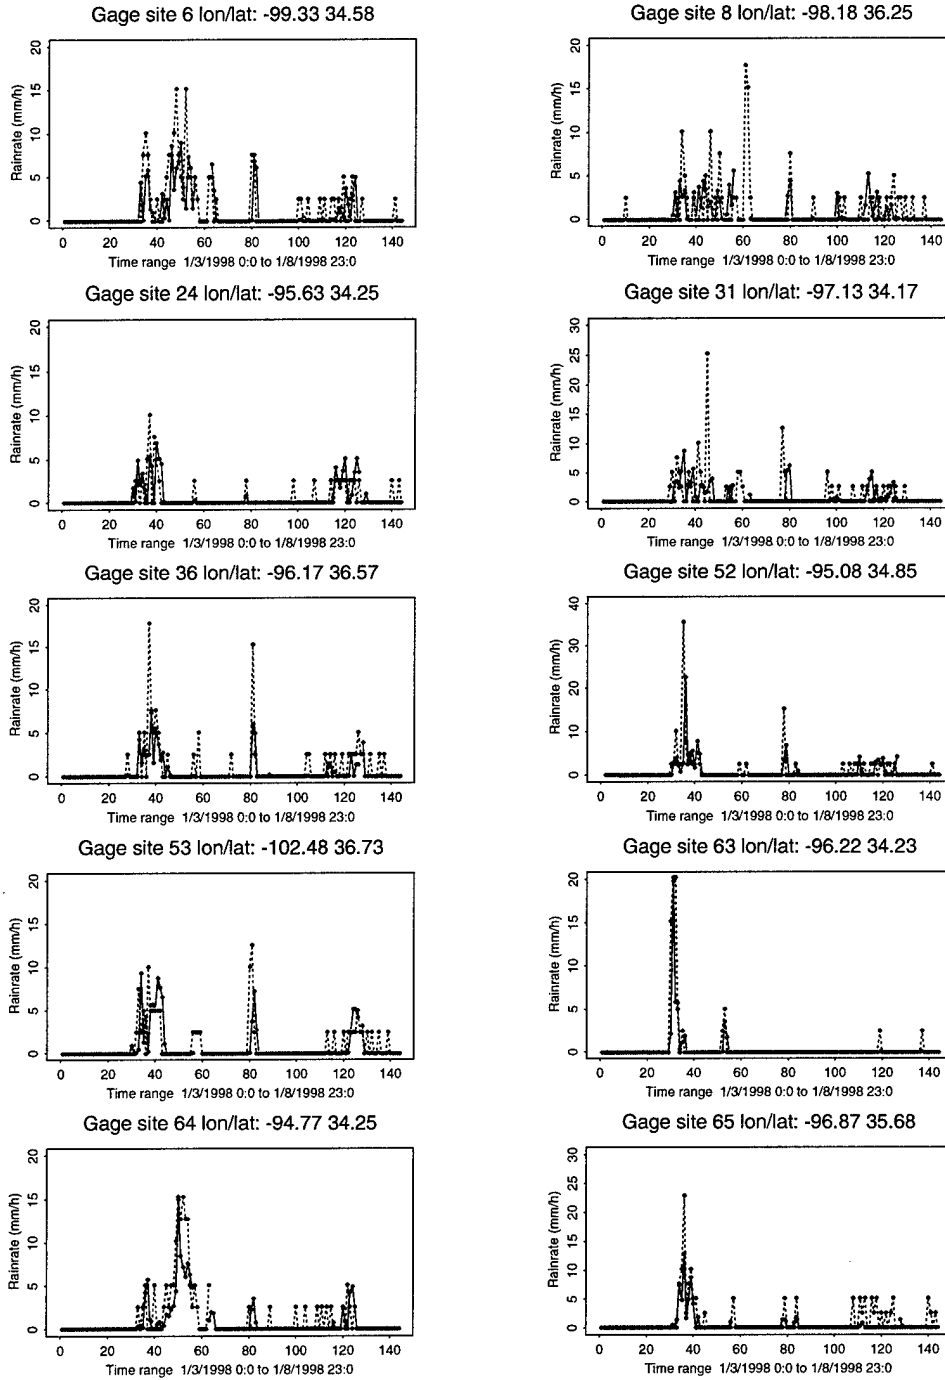 Gage site 6 lon/lat: -99.33 34.58
Rainrate (mm/h)
20
15
10
5
0
0 20 40 60 80 100 120 140
Time range 1/3/1998 0:0 to 1/8/1998 23:0
Gage site 8 lon/lat: -98.18 36.25
Rainrate (mm/h)
20
15
10
5
0
0 20 40 60 80 100 120 140
Time range 1/3/1998 0:0 to 1/8/1998 23:0
Gage site 24 lon/lat: -95.63 34.25
Rainrate (mm/h)
20
15
10
5
0
0 20 40 60 80 100 120 140
Time range 1/3/1998 0:0 to 1/8/1998 23:0
Gage site 31 lon/lat: -97.13 34.17
Rainrate (mm/h)
30
25
20
15
10
5
0
0 20 40 60 80 100 120 140
Time range 1/3/1998 0:0 to 1/8/1998 23:0
Gage site 36 lon/lat: -96.17 36.57
Rainrate (mm/h)
20
15
10
5
0
0 20 40 60 80 100 120 140
Time range 1/3/1998 0:0 to 1/8/1998 23:0
Gage site 52 lon/lat: -95.08 34.85
Rainrate (mm/h)
40
30
20
10
0
0 20 40 60 80 100 120 140
Time range 1/3/1998 0:0 to 1/8/1998 23:0
Gage site 53 lon/lat: -102.48 36.73
Rainrate (mm/h)
20
15
10
5
0
0 20 40 60 80 100 120 140
Time range 1/3/1998 0:0 to 1/8/1998 23:0
Gage site 63 lon/lat: -96.22 34.23
Rainrate (mm/h)
20
15
10
5
0
0 20 40 60 80 100 120 140
Time range 1/3/1998 0:0 to 1/8/1998 23:0
Gage site 64 lon/lat: -94.77 34.25
Rainrate (mm/h)
20
15
10
5
0
0 20 40 60 80 100 120 140
Time range 1/3/1998 0:0 to 1/8/1998 23:0
Gage site 65 lon/lat: -96.87 35.68
Rainrate (mm/h)
30
25
20
15
10
5
0
0 20 40 60 80 100 120 140
Time range 1/3/1998 0:0 to 1/8/1998 23:0